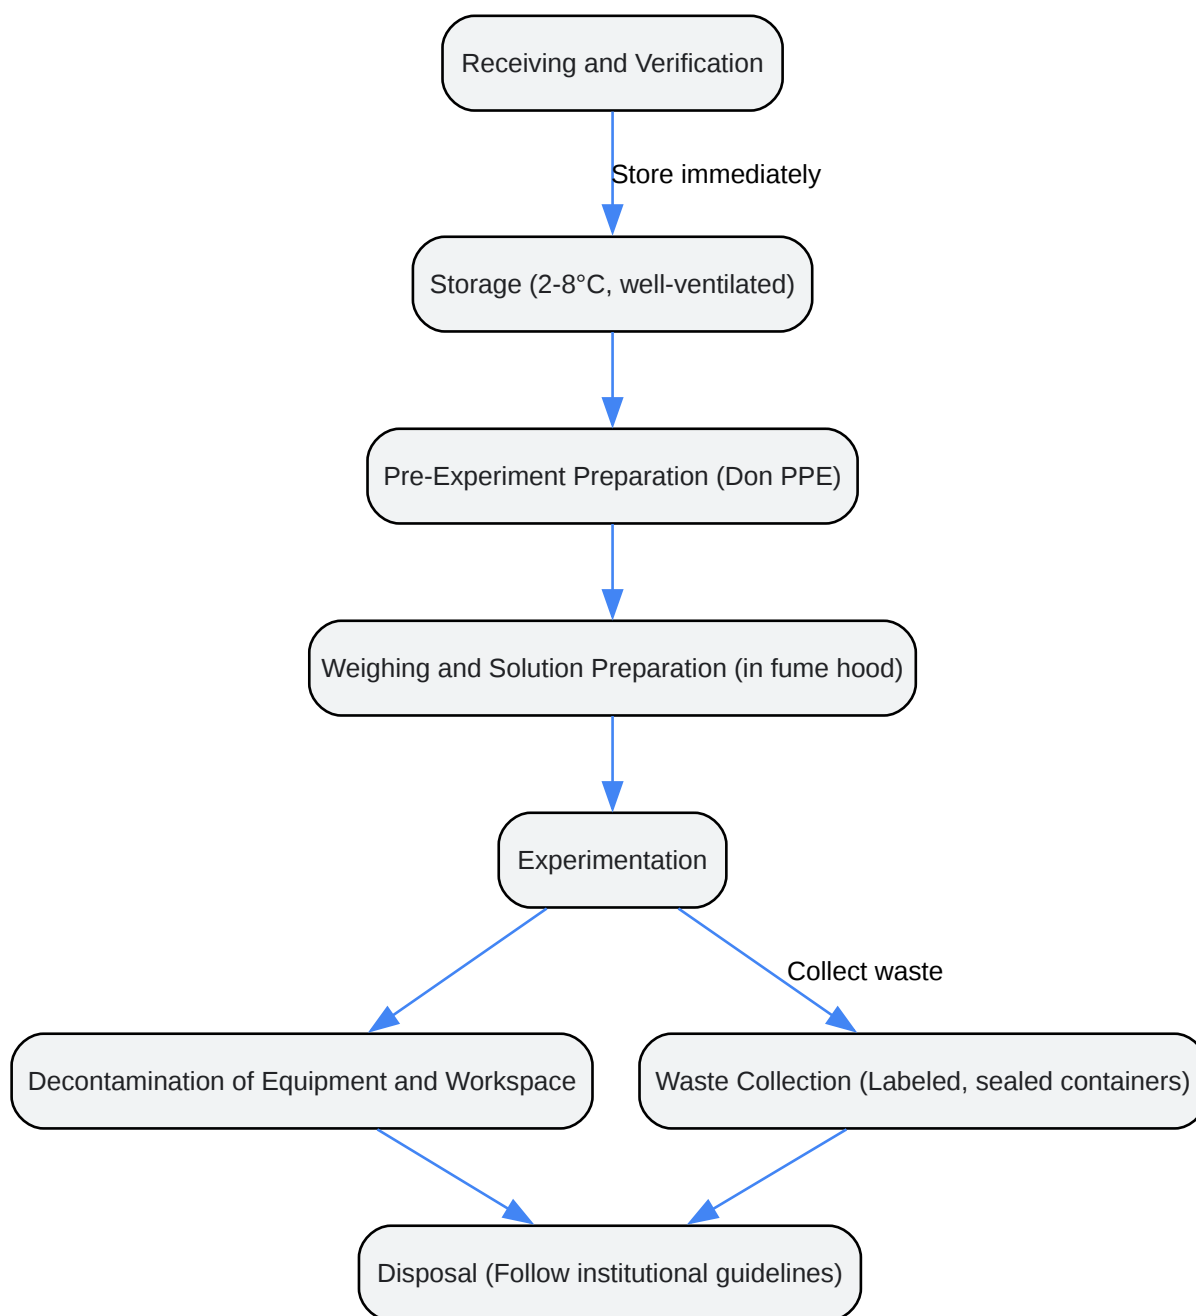 Receiving and Verification
Store immediately
Storage (2-8°C, well-ventilated)
Pre-Experiment Preparation (Don PPE)
Weighing and Solution Preparation (in fume hood)
Experimentation
Collect waste
Decontamination of Equipment and Workspace
Waste Collection (Labeled, sealed containers)
Disposal (Follow institutional guidelines)